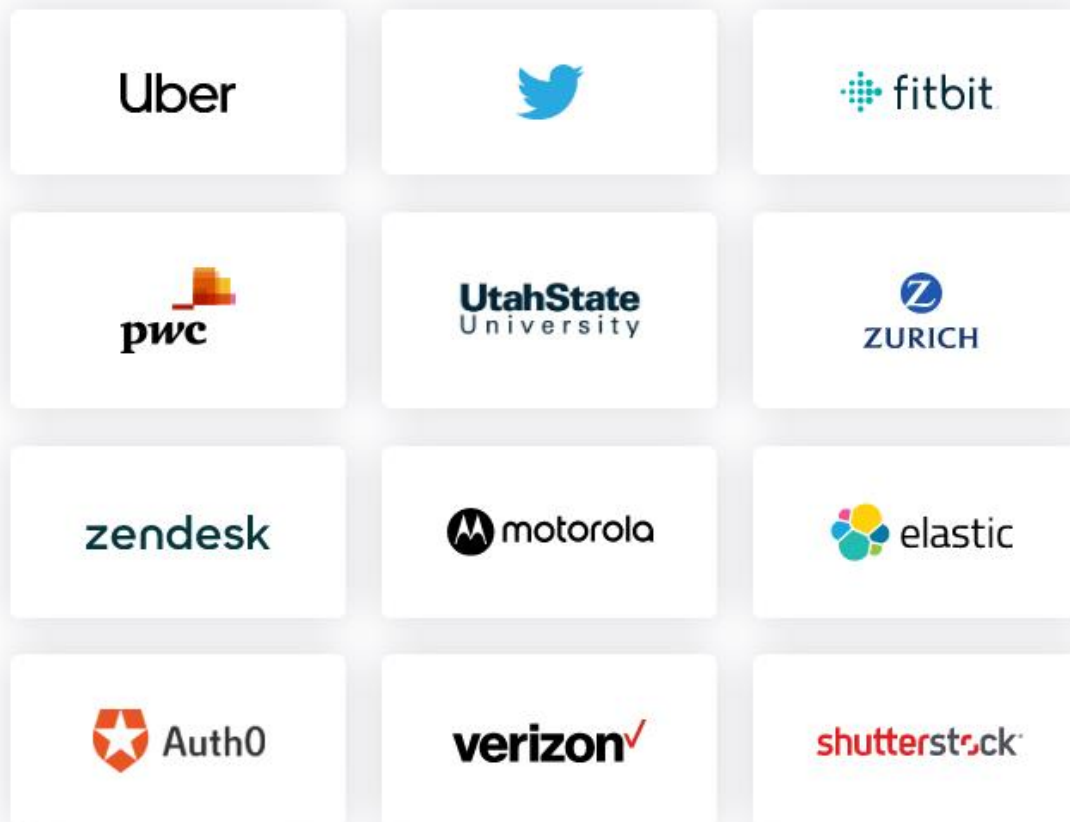 Uber
fitbit
pwc
UtahState
University
Z
ZURICH
zendesk
motorola
elastic
Auth0
verizon
shutterstock